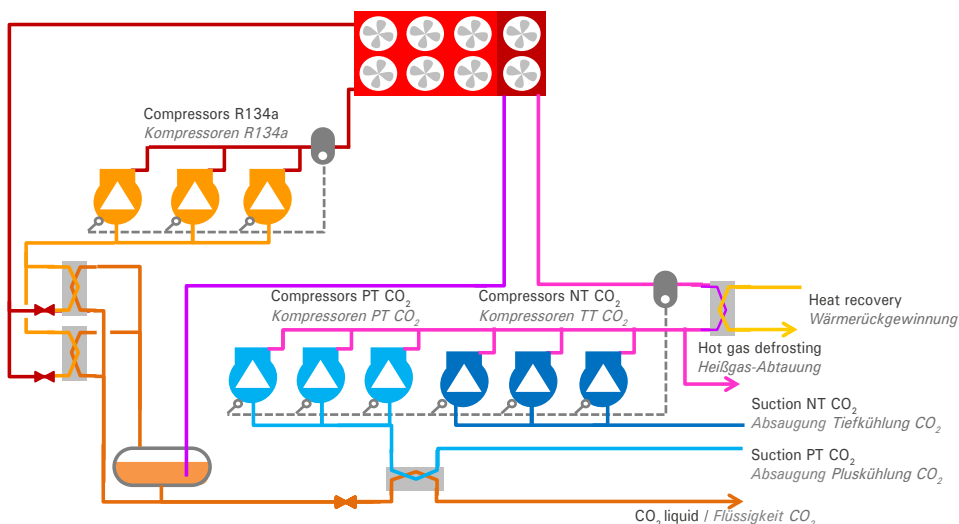 Compressors R134a
Kompressoren R134a
Compressors PT CO₂
Kompressoren PT CO₂
Compressors NT CO₂
Kompressoren TT CO₂
Heat recovery
Wärmerückgewinnung
Hot gas defrosting
Heißgas-Abtauung
Suction NT CO₂
Absaugung Tiefkühlung CO₂
Suction PT CO₂
Absaugung Pluskühlung CO₂
CO₂ liquid / Flüssigkeit CO₂